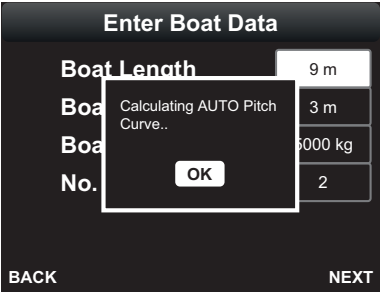 Enter Boat Data
Boat Length 9 m
Boa 3 m
Boa 5000 kg
No. 2
Calculating AUTO Pitch
Curve..
OK
BACK NEXT